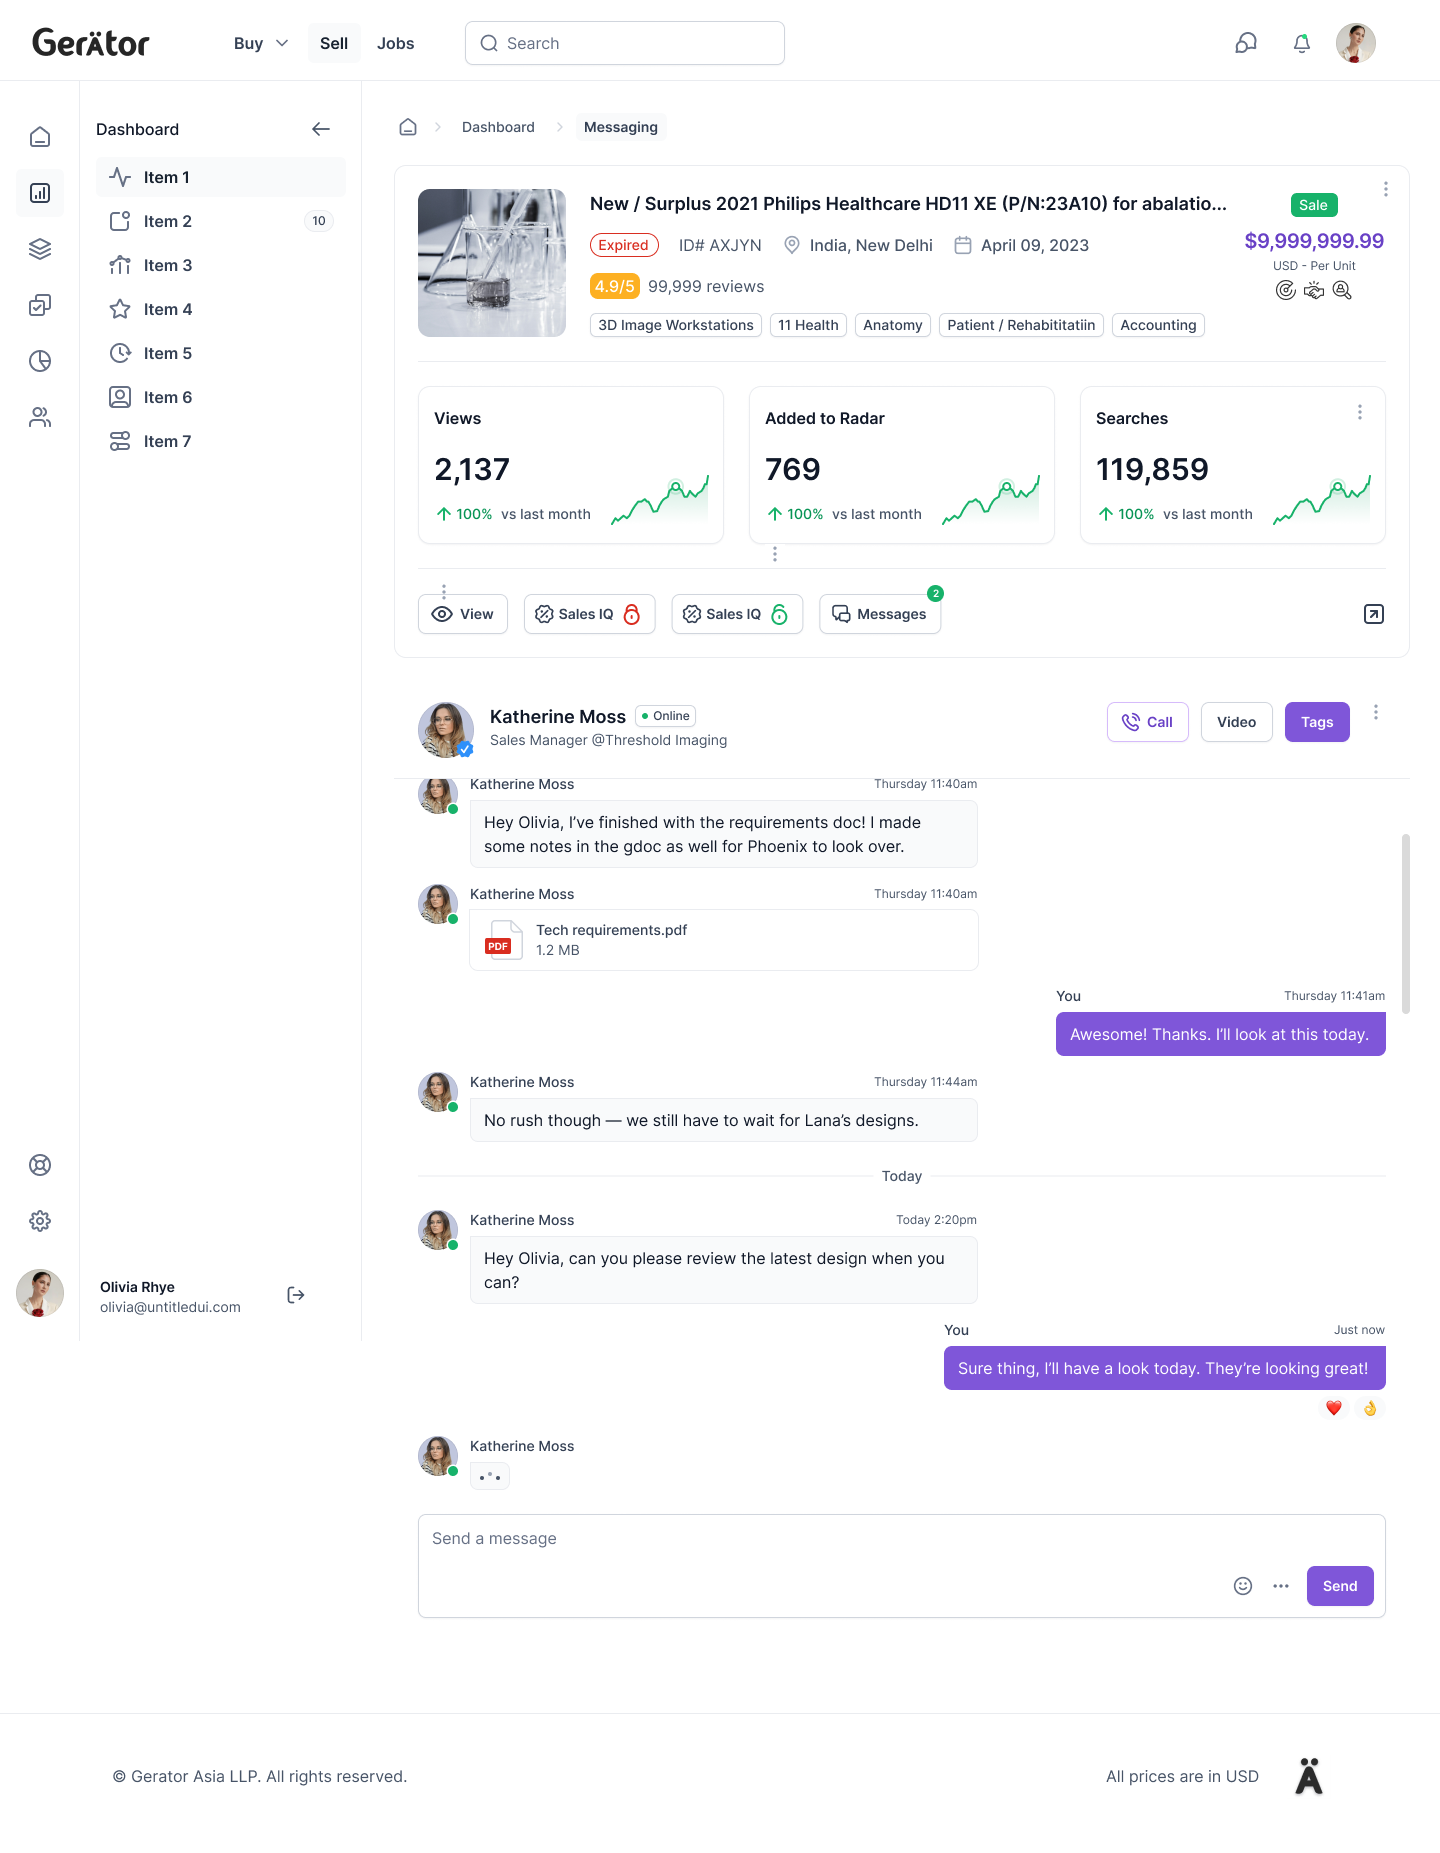 Gerätor
Buy
Sell
Jobs
Search
Dashboard
Item 1
Item 2
10
Item 3
Item 4
Item 5
Item 6
Item 7
Olivia Rhye
olivia@untitledui.com
Dashboard
Messaging
New / Surplus 2021 Philips Healthcare HD11 XE (P/N:23A10) for abalatio...
Sale
Expired
ID# AXJYN
India, New Delhi
April 09, 2023
$9,999,999.99
USD - Per Unit
4.9/5
99,999 reviews
3D Image Workstations
11 Health
Anatomy
Patient / Rehabititatiin
Accounting
Views
2,137
100% vs last month
Added to Radar
769
100% vs last month
Searches
119,859
100% vs last month
View
Sales IQ
Sales IQ
Messages
2
Katherine Moss
Online
Sales Manager @Threshold Imaging
Call
Video
Tags
Katherine Moss
Thursday 11:40am
Hey Olivia, I’ve finished with the requirements doc! I made
some notes in the gdoc as well for Phoenix to look over.
Katherine Moss
Thursday 11:40am
PDF
Tech requirements.pdf
1.2 MB
You
Thursday 11:41am
Awesome! Thanks. I’ll look at this today.
Katherine Moss
Thursday 11:44am
No rush though — we still have to wait for Lana’s designs.
Today
Katherine Moss
Today 2:20pm
Hey Olivia, can you please review the latest design when you
can?
You
Just now
Sure thing, I’ll have a look today. They’re looking great!
Katherine Moss
Send a message
Send
© Gerator Asia LLP. All rights reserved.
All prices are in USD
Ä